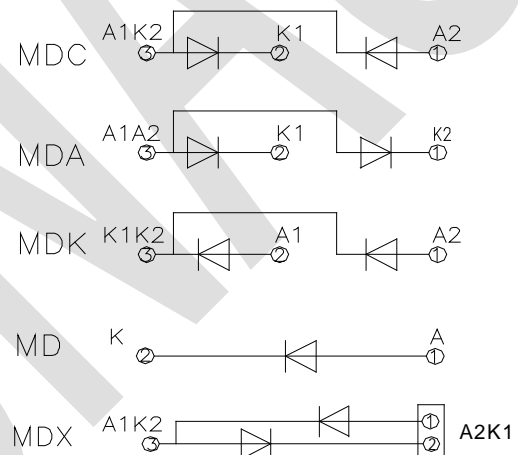 MDC A1K2 3 K1 2 A2 1
MDA A1A2 3 K1 2 K2 1
MDK K1K2 3 A1 2 A2 1
MD K 2 A 1
MDX A1K2 3 1 2 A2K1